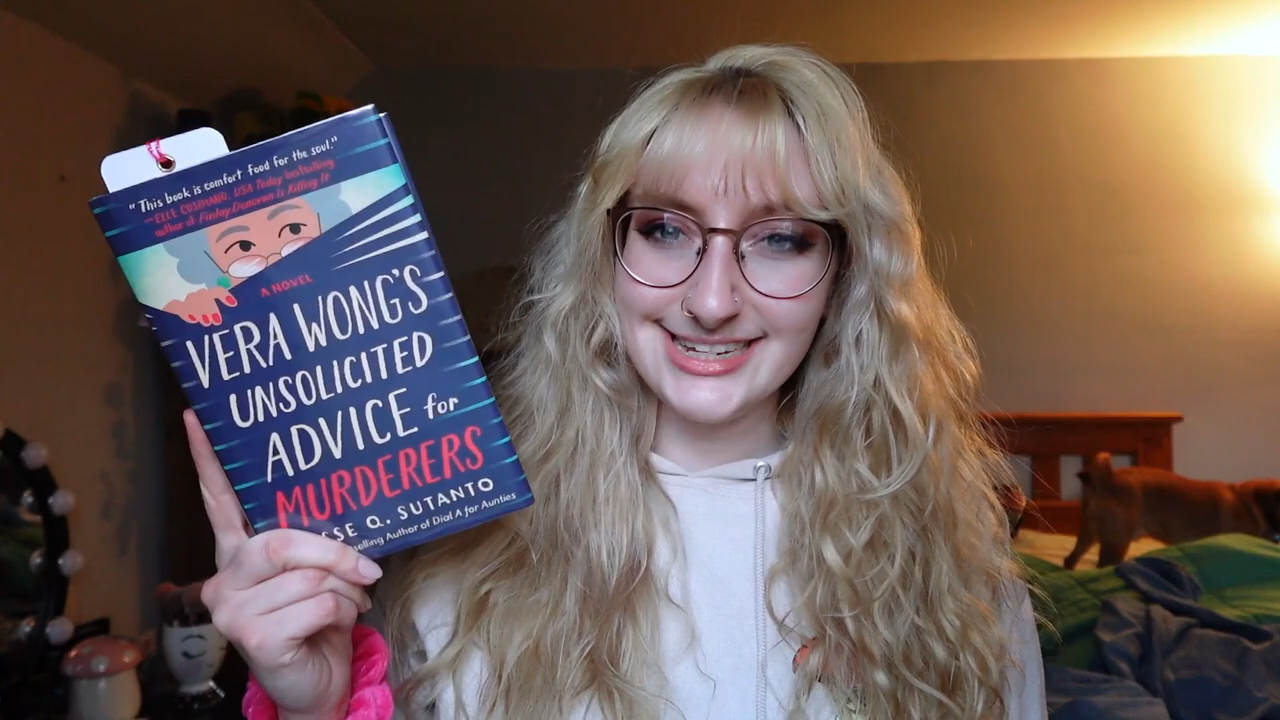 "This book is comfort food for the soul."
—ELLE COSIMANO, USA Today bestselling
author of Finlay Donovan Is Killing It
A NOVEL
VERA WONG'S
UNSOLICITED
ADVICE for
MURDERERS
SSE Q. SUTANTO
selling Author of Dial A for Aunties